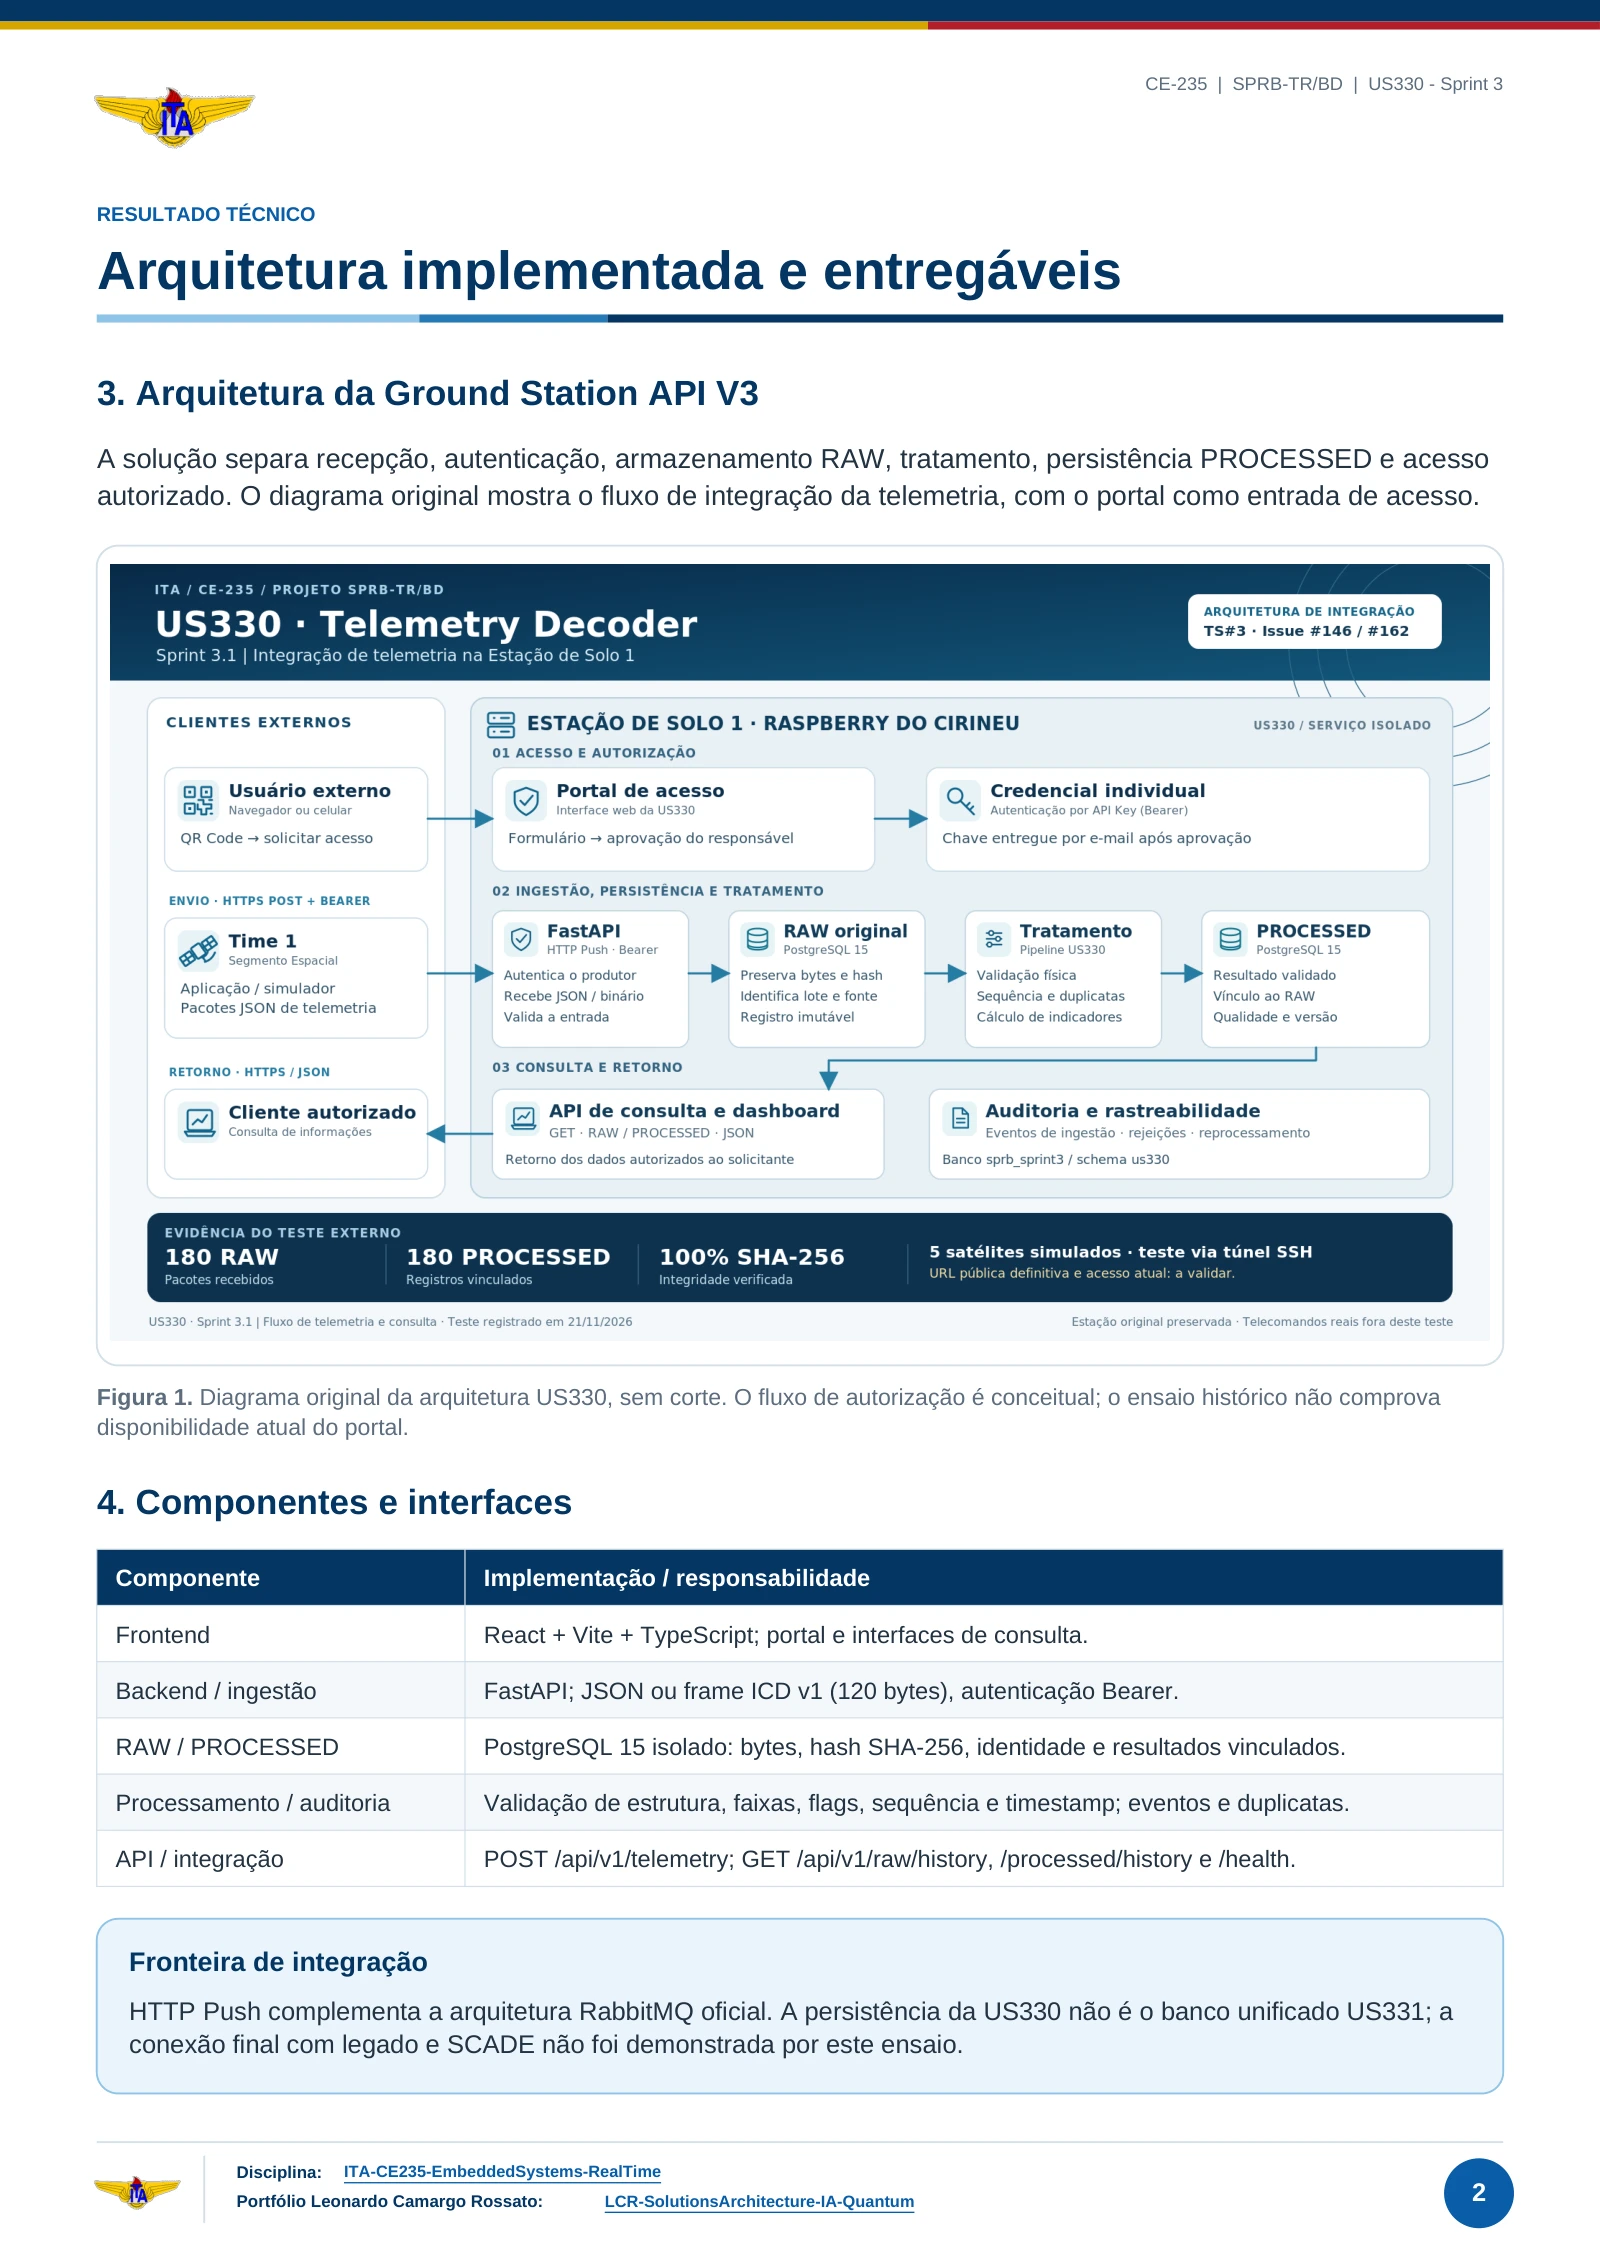 CE-235 | SPRB-TR/BD | US330 - Sprint 3
ITA
RESULTADO TÉCNICO
Arquitetura implementada e entregáveis
3. Arquitetura da Ground Station API V3
A solução separa recepção, autenticação, armazenamento RAW, tratamento, persistência PROCESSED e acesso
autorizado. O diagrama original mostra o fluxo de integração da telemetria, com o portal como entrada de acesso.
ITA / CE-235 / PROJETO SPRB-TR/BD
US330 · Telemetry Decoder
Sprint 3.1 | Integração de telemetria na Estação de Solo 1
ARQUITETURA DE INTEGRAÇÃO
TS#3 · Issue #146 / #162
CLIENTES EXTERNOS
Usuário externo
Navegador ou celular
QR Code → solicitar acesso
ENVIO · HTTPS POST + BEARER
Time 1
Segmento Espacial
Aplicação / simulador
Pacotes JSON de telemetria
RETORNO · HTTPS / JSON
Cliente autorizado
Consulta de informações
ESTAÇÃO DE SOLO 1 · RASPBERRY DO CIRINEU
US330 / SERVIÇO ISOLADO
01 ACESSO E AUTORIZAÇÃO
Portal de acesso
Interface web da US330
Formulário → aprovação do responsável
Credencial individual
Autenticação por API Key (Bearer)
Chave entregue por e-mail após aprovação
02 INGESTÃO, PERSISTÊNCIA E TRATAMENTO
FastAPI
HTTP Push · Bearer
Autentica o produtor
Recebe JSON / binário
Valida a entrada
RAW original
PostgreSQL 15
Preserva bytes e hash
Identifica lote e fonte
Registro imutável
Tratamento
Pipeline US330
Validação física
Sequência e duplicatas
Cálculo de indicadores
PROCESSED
PostgreSQL 15
Resultado validado
Vínculo ao RAW
Qualidade e versão
03 CONSULTA E RETORNO
API de consulta e dashboard
GET · RAW / PROCESSED · JSON
Retorno dos dados autorizados ao solicitante
Auditoria e rastreabilidade
Eventos de ingestão · rejeições · reprocessamento
Banco sprb_sprint3 / schema us330
EVIDÊNCIA DO TESTE EXTERNO
180 RAW
Pacotes recebidos
180 PROCESSED
Registros vinculados
100% SHA-256
Integridade verificada
5 satélites simulados · teste via túnel SSH
URL pública definitiva e acesso atual: a validar.
US330 · Sprint 3.1 | Fluxo de telemetria e consulta · Teste registrado em 21/11/2026
Estação original preservada · Telecomandos reais fora deste teste
Figura 1. Diagrama original da arquitetura US330, sem corte. O fluxo de autorização é conceitual; o ensaio histórico não comprova
disponibilidade atual do portal.
4. Componentes e interfaces
Componente Implementação / responsabilidade
Frontend React + Vite + TypeScript; portal e interfaces de consulta.
Backend / ingestão FastAPI; JSON ou frame ICD v1 (120 bytes), autenticação Bearer.
RAW / PROCESSED PostgreSQL 15 isolado: bytes, hash SHA-256, identidade e resultados vinculados.
Processamento / auditoria Validação de estrutura, faixas, flags, sequência e timestamp; eventos e duplicatas.
API / integração POST /api/v1/telemetry; GET /api/v1/raw/history, /processed/history e /health.
Fronteira de integração
HTTP Push complementa a arquitetura RabbitMQ oficial. A persistência da US330 não é o banco unificado US331; a
conexão final com legado e SCADE não foi demonstrada por este ensaio.
ITA
Disciplina: ITA-CE235-EmbeddedSystems-RealTime
Portfólio Leonardo Camargo Rossato: LCR-SolutionsArchitecture-IA-Quantum
2